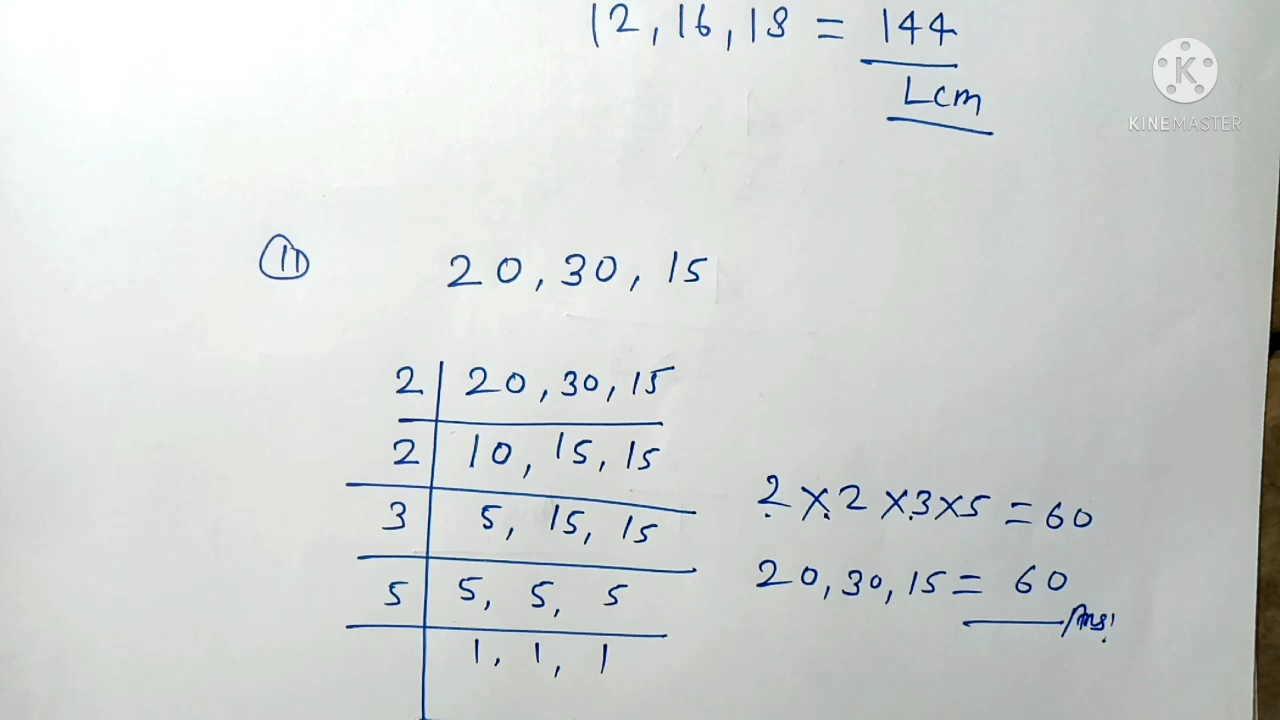 12, 16, 18 = 144
Lcm
KINEMASTER
11 20, 30, 15
2 | 20, 30, 15
2 | 10, 15, 15
3 | 5, 15, 15
5 | 5, 5, 5
1, 1, 1
2 × 2 × 3 × 5 = 60
20, 30, 15 = 60
Ans: